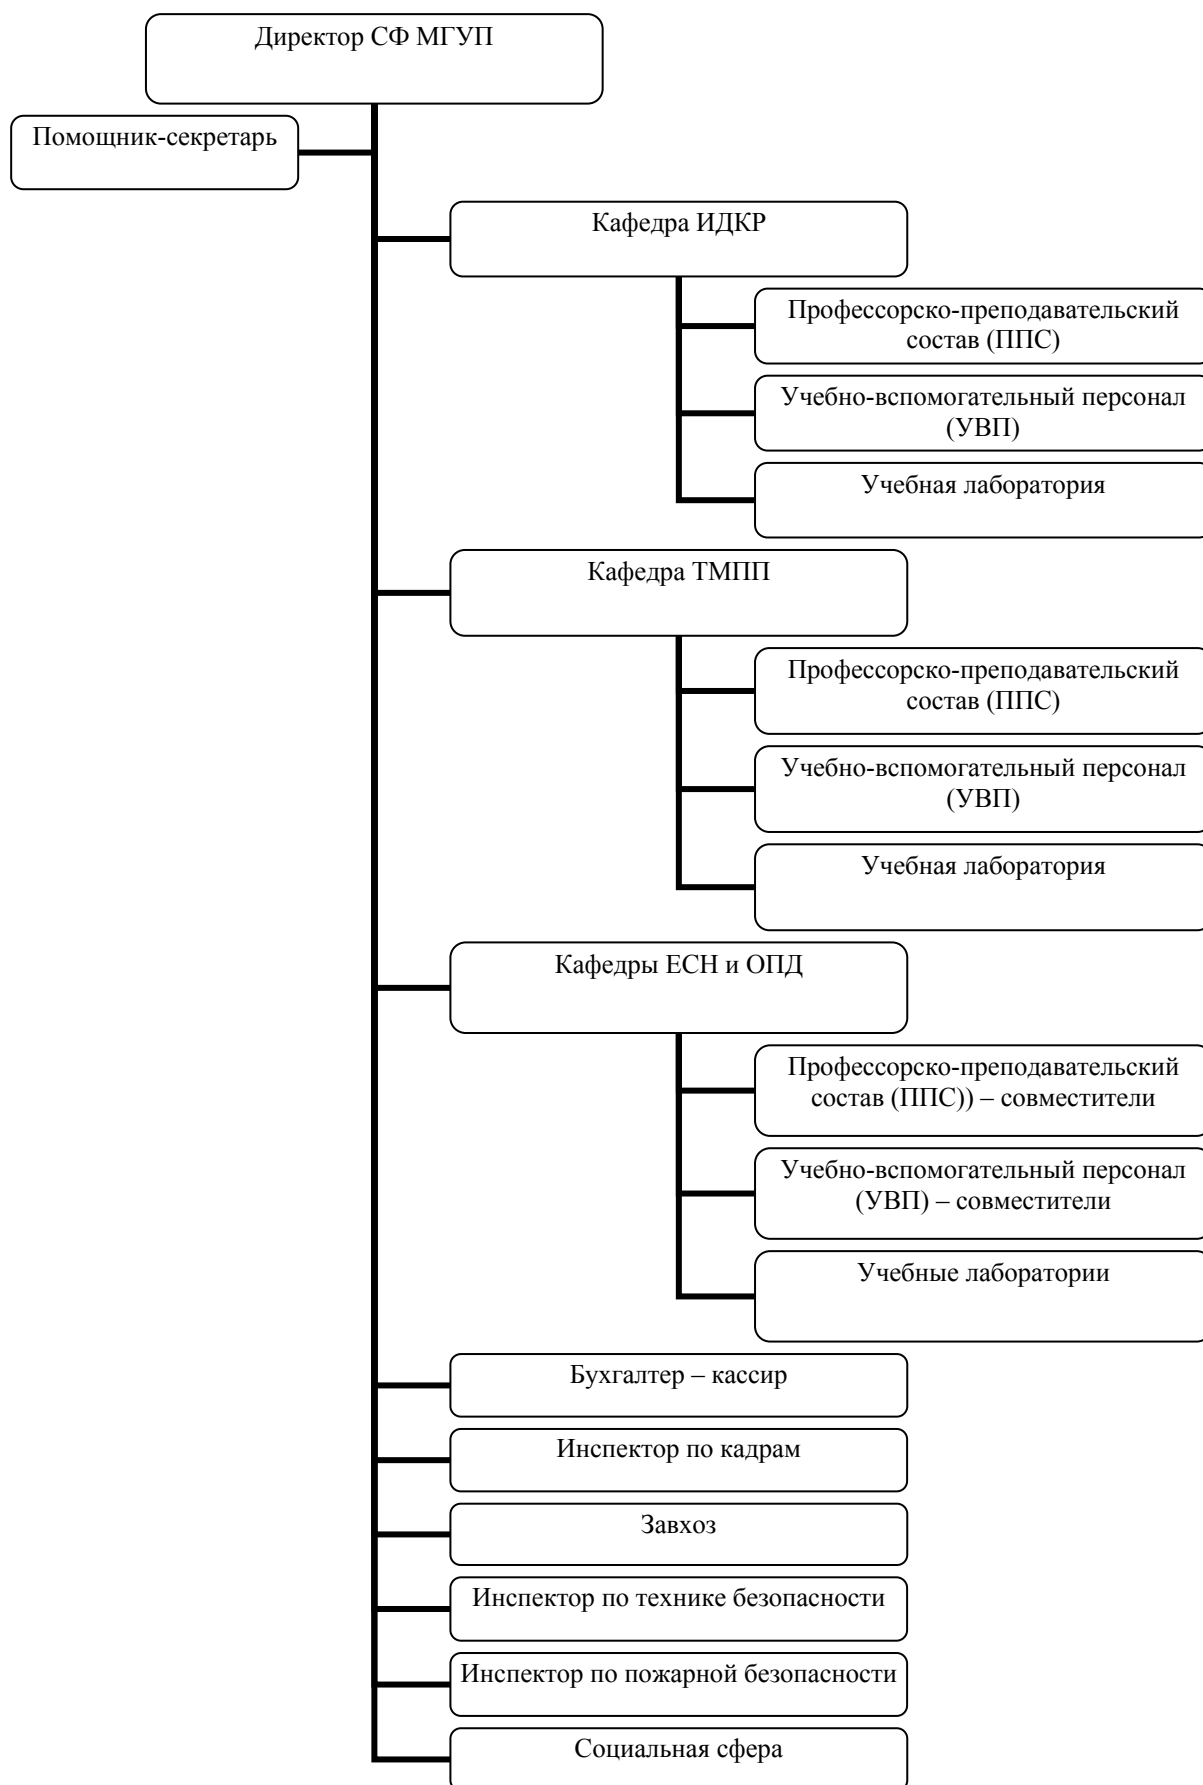 Директор СФ МГУП
Помощник-секретарь
Кафедра ИДКР
Профессорско-преподавательский
состав (ППС)
Учебно-вспомогательный персонал
(УВП)
Учебная лаборатория
Кафедра ТМПП
Профессорско-преподавательский
состав (ППС)
Учебно-вспомогательный персонал
(УВП)
Учебная лаборатория
Кафедры ЕСН и ОПД
Профессорско-преподавательский
состав (ППС)) – совместители
Учебно-вспомогательный персонал
(УВП) – совместители
Учебные лаборатории
Бухгалтер – кассир
Инспектор по кадрам
Завхоз
Инспектор по технике безопасности
Инспектор по пожарной безопасности
Социальная сфера